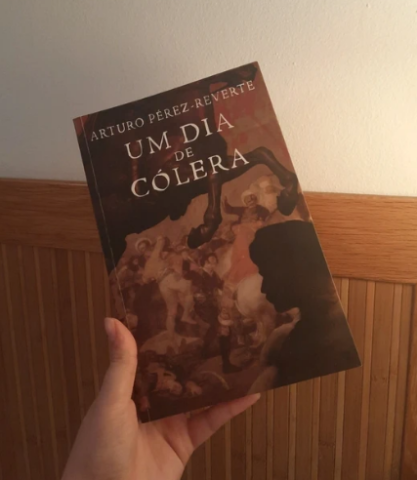 ARTURO PÉREZ-REVERTE
UM DIA
DE
CÓLERA